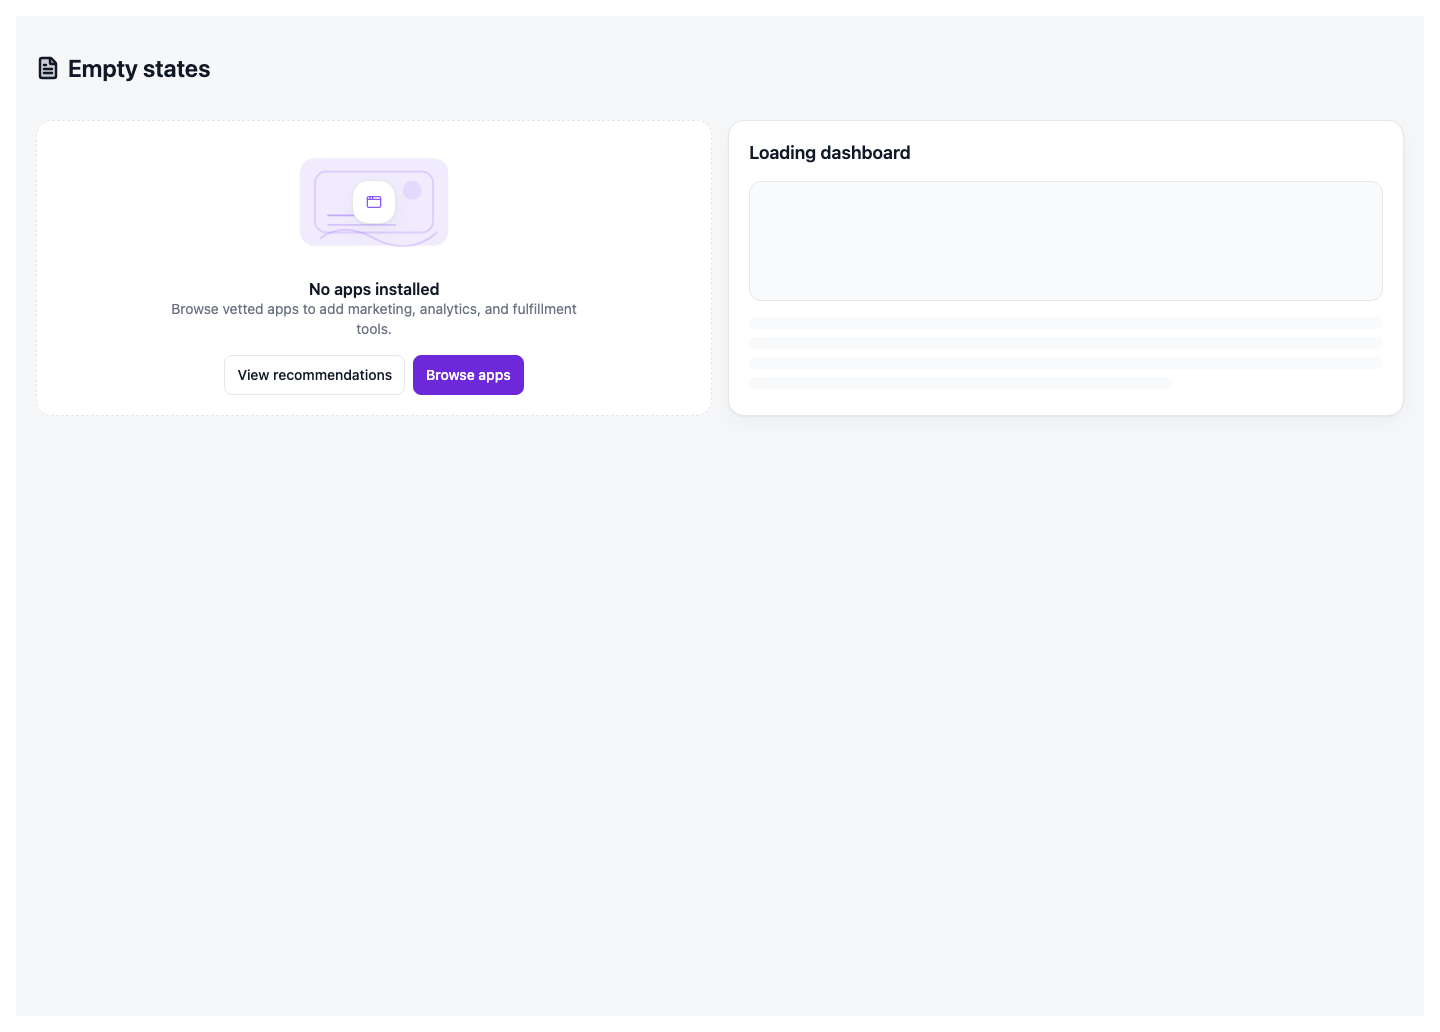 Empty states
No apps installed
Browse vetted apps to add marketing, analytics, and fulfillment
tools.
View recommendations
Browse apps
Loading dashboard